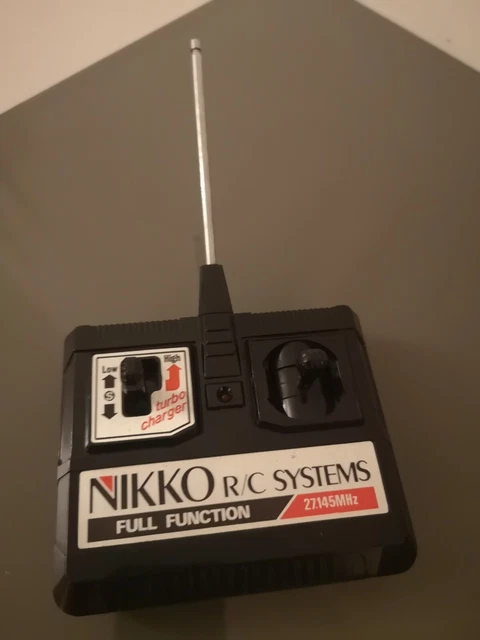 Low High
S
turbo
charger
NIKKO R/C SYSTEMS
FULL FUNCTION 27.145MHz